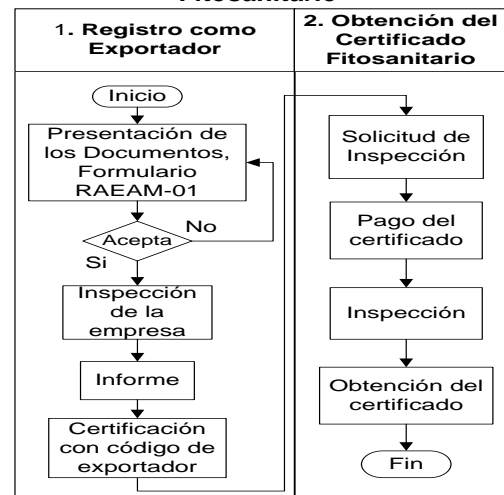 Fitosanitario
1. Registro como
Exportador
Inicio
Presentación de
los Documentos,
Formulario
RAEAM-01
Acepta
No
Si
Inspección
de la
empresa
Informe
Certificación
con código de
exportador
2. Obtención del
Certificado
Fitosanitario
Solicitud de
Inspección
Pago del
certificado
Inspección
Obtención del
certificado
Fin